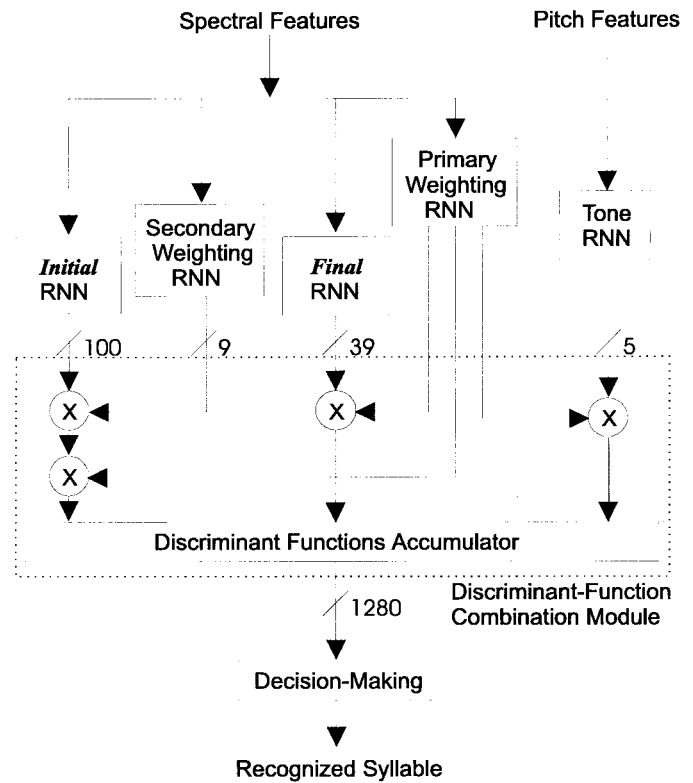 Spectral Features
Pitch Features
Primary
Weighting
RNN
Secondary
Weighting
RNN
Tone
RNN
Initial
RNN
Final
RNN
100
9
39
5
X
X
X
X
Discriminant Functions Accumulator
Discriminant-Function
Combination Module
1280
Decision-Making
Recognized Syllable